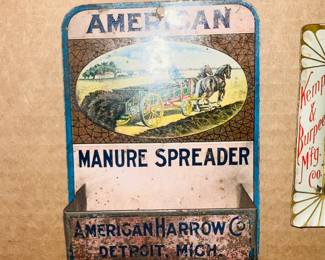 AMERICAN
MANURE SPREADER
AMERICAN HARROW CO
DETROIT, MICH.
Kemp
&
Burpee
Mfg.
Co.